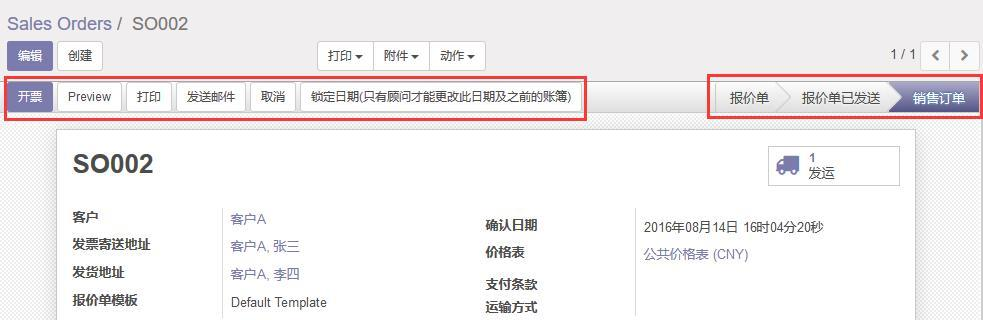 Sales Orders / SO002
编辑 创建 打印 附件 动作 1 / 1
开票 Preview 打印 发送邮件 取消 锁定日期(只有顾问才能更改此日期及之前的账簿) 报价单 报价单已发送 销售订单
SO002
1
发运
客户 客户A
发票寄送地址 客户A, 张三
发货地址 客户A, 李四
报价单模板 Default Template
确认日期 2016年08月14日 16时04分20秒
价格表 公共价格表 (CNY)
支付条款
运输方式